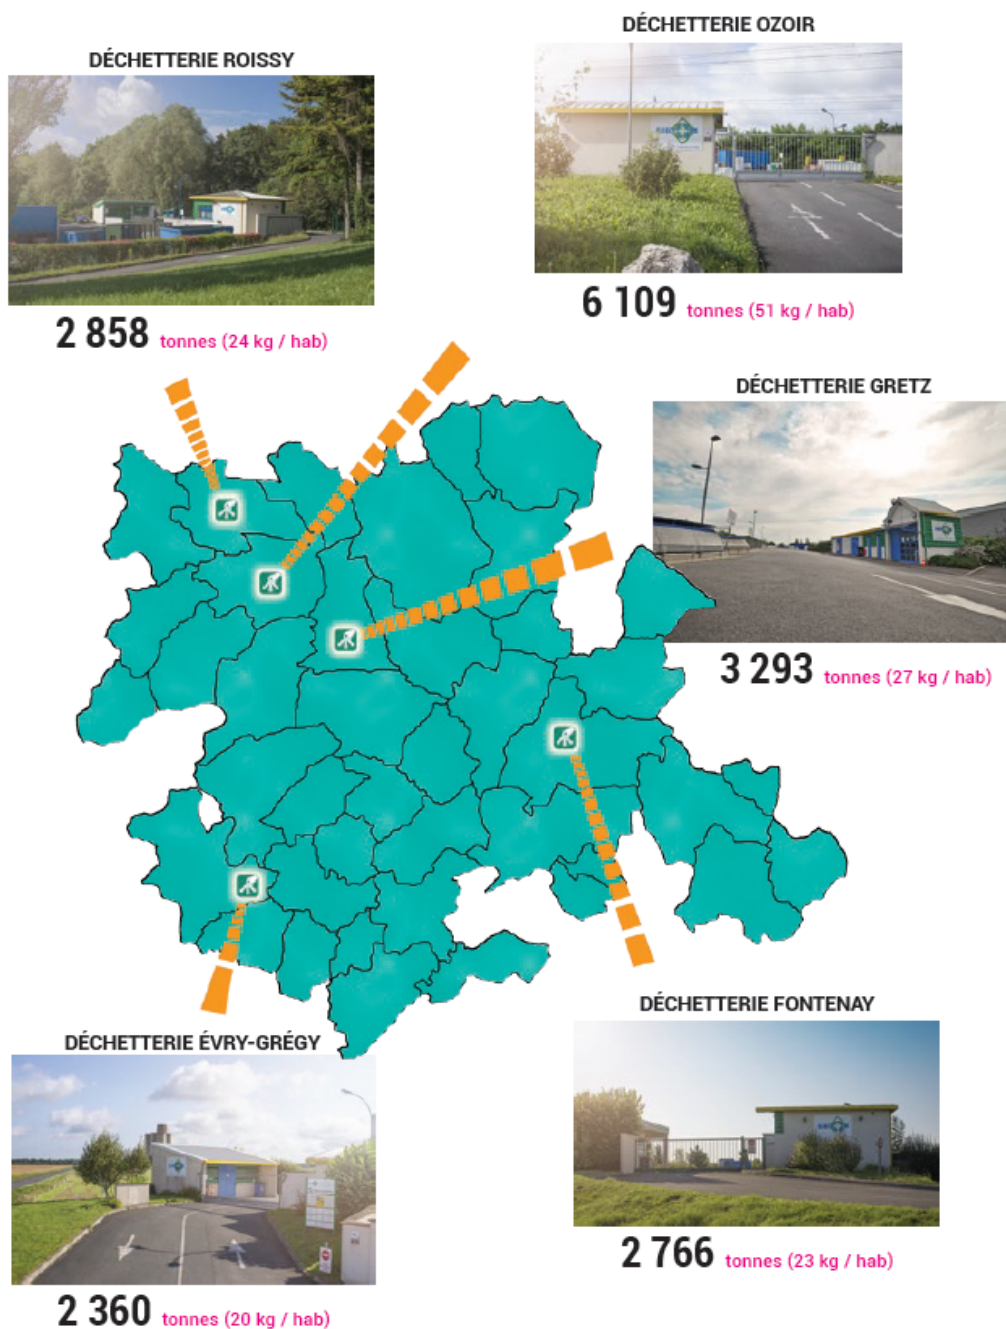 DÉCHETTERIE OZOIR
DÉCHETTERIE ROISSY
6 109 tonnes (51 kg / hab)
2 858 tonnes (24 kg / hab)
DÉCHETTERIE GRETZ
3 293 tonnes (27 kg / hab)
DÉCHETTERIE FONTENAY
DÉCHETTERIE ÉVRY-GRÉGY
2 766 tonnes (23 kg / hab)
2 360 tonnes (20 kg / hab)